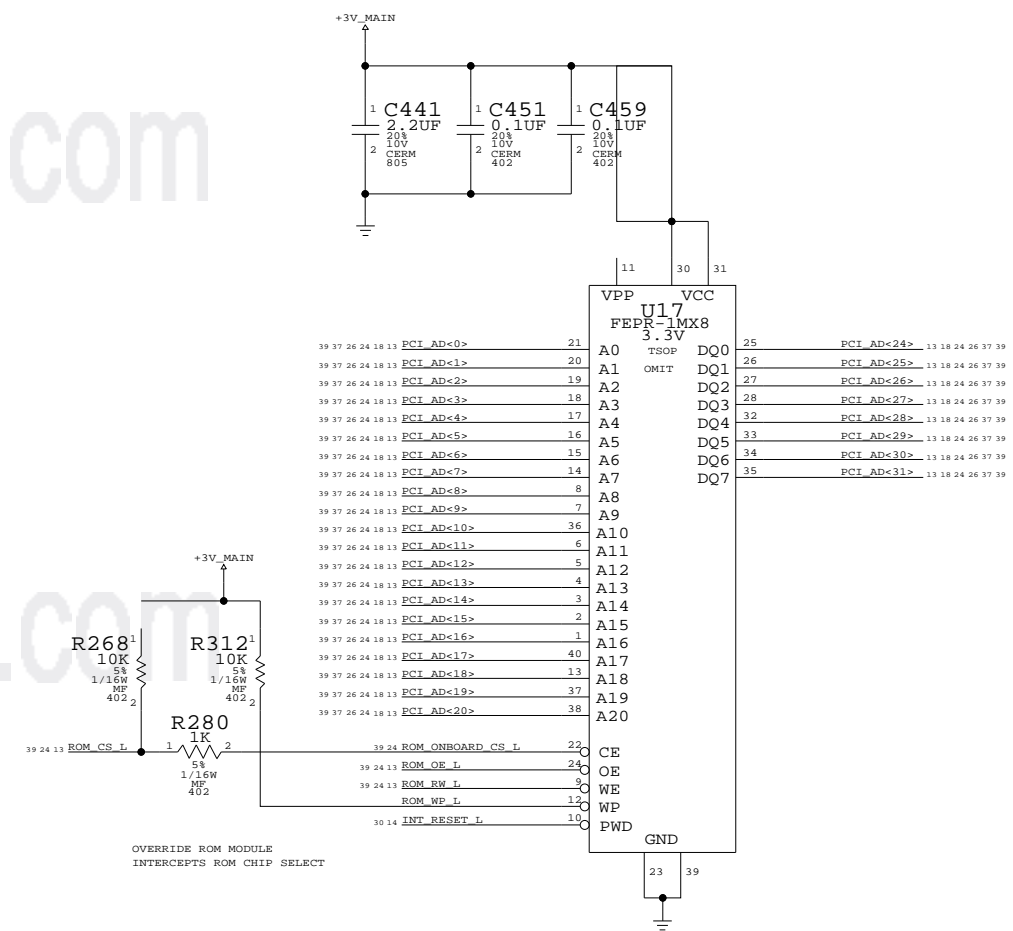 +3V_MAIN
1 C441
2.2UF
20%
10V
2 CERM
805
1 C451
0.1UF
20%
10V
2 CERM
402
1 C459
0.1UF
20%
10V
2 CERM
402
.com
11 30 31
VPP VCC
U17
FEPR-1MX8
3.3V
TSOP
OMIT
39 37 26 24 18 13 PCI_AD<0> 21 A0 DQ0 25 PCI_AD<24> 13 18 24 26 37 39
39 37 26 24 18 13 PCI_AD<1> 20 A1 DQ1 26 PCI_AD<25> 13 18 24 26 37 39
39 37 26 24 18 13 PCI_AD<2> 19 A2 DQ2 27 PCI_AD<26> 13 18 24 26 37 39
39 37 26 24 18 13 PCI_AD<3> 18 A3 DQ3 28 PCI_AD<27> 13 18 24 26 37 39
39 37 26 24 18 13 PCI_AD<4> 17 A4 DQ4 32 PCI_AD<28> 13 18 24 26 37 39
39 37 26 24 18 13 PCI_AD<5> 16 A5 DQ5 33 PCI_AD<29> 13 18 24 26 37 39
39 37 26 24 18 13 PCI_AD<6> 15 A6 DQ6 34 PCI_AD<30> 13 18 24 26 37 39
39 37 26 24 18 13 PCI_AD<7> 14 A7 DQ7 35 PCI_AD<31> 13 18 24 26 37 39
39 37 26 24 18 13 PCI_AD<8> 8 A8
39 37 26 24 18 13 PCI_AD<9> 7 A9
39 37 26 24 18 13 PCI_AD<10> 36 A10
39 37 26 24 18 13 PCI_AD<11> 6 A11
39 37 26 24 18 13 PCI_AD<12> 5 A12
39 37 26 24 18 13 PCI_AD<13> 4 A13
39 37 26 24 18 13 PCI_AD<14> 3 A14
39 37 26 24 18 13 PCI_AD<15> 2 A15
39 37 26 24 18 13 PCI_AD<16> 1 A16
39 37 26 24 18 13 PCI_AD<17> 40 A17
39 37 26 24 18 13 PCI_AD<18> 13 A18
39 37 26 24 18 13 PCI_AD<19> 37 A19
39 37 26 24 18 13 PCI_AD<20> 38 A20
+3V_MAIN
R268 1
10K
5%
1/16W
MF
402 2
R312 1
10K
5%
1/16W
MF
402 2
.com
R280
1K
39 24 13 ROM_CS_L 1 2
5%
1/16W
MF
402
39 24 ROM_ONBOARD_CS_L 22 CE
39 24 13 ROM_OE_L 24 OE
39 24 13 ROM_RW_L 9 WE
ROM_WP_L 12 WP
30 14 INT_RESET_L 10 PWD
GND
23 39
OVERRIDE ROM MODULE
INTERCEPTS ROM CHIP SELECT